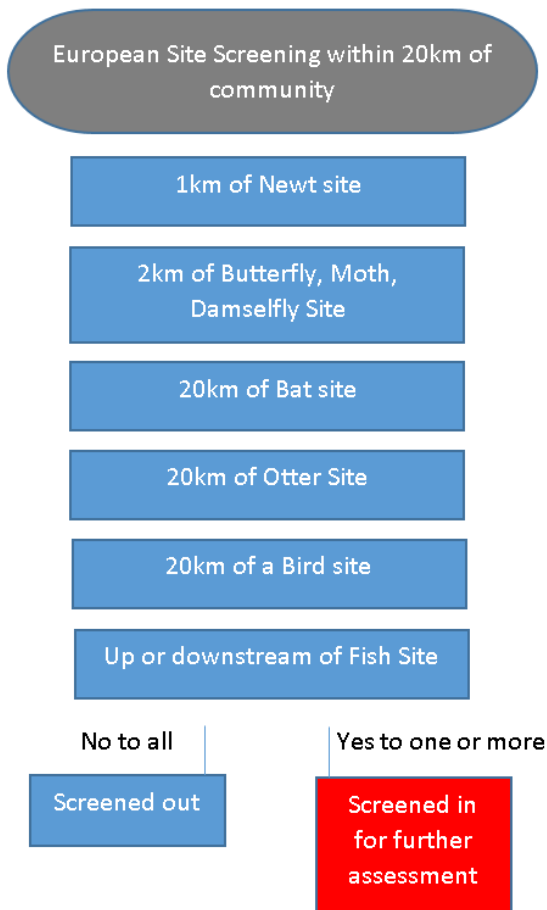 European Site Screening within 20km of
community
1km of Newt site
2km of Butterfly, Moth,
Damselfly Site
20km of Bat site
20km of Otter Site
20km of a Bird site
Up or downstream of Fish Site
No to all
Yes to one or more
Screened out
Screened in
for further
assessment